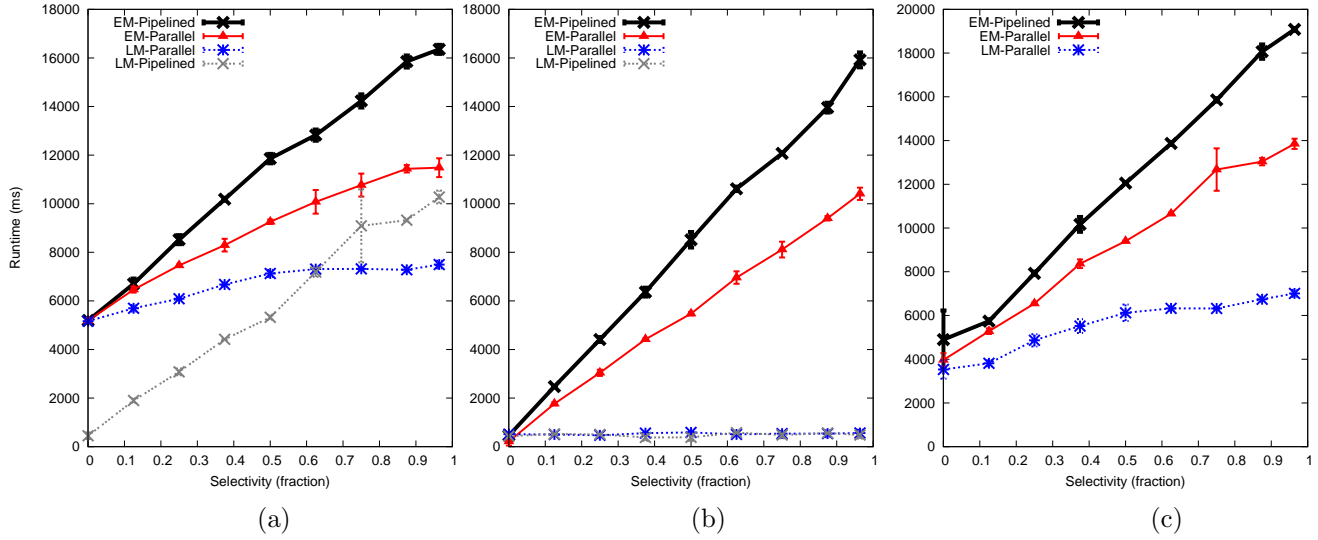 18000
16000
14000
12000
10000
8000
6000
4000
2000
0
Runtime (ms)
EM-Pipelined
EM-Parallel
LM-Parallel
LM-Pipelined
0 0.1 0.2 0.3 0.4 0.5 0.6 0.7 0.8 0.9 1
Selectivity (fraction)
(a)
18000
16000
14000
12000
10000
8000
6000
4000
2000
0
EM-Pipelined
EM-Parallel
LM-Parallel
LM-Pipelined
0 0.1 0.2 0.3 0.4 0.5 0.6 0.7 0.8 0.9 1
Selectivity (fraction)
(b)
20000
18000
16000
14000
12000
10000
8000
6000
4000
2000
0
EM-Pipelined
EM-Parallel
LM-Parallel
0 0.1 0.2 0.3 0.4 0.5 0.6 0.7 0.8 0.9 1
Selectivity (fraction)
(c)